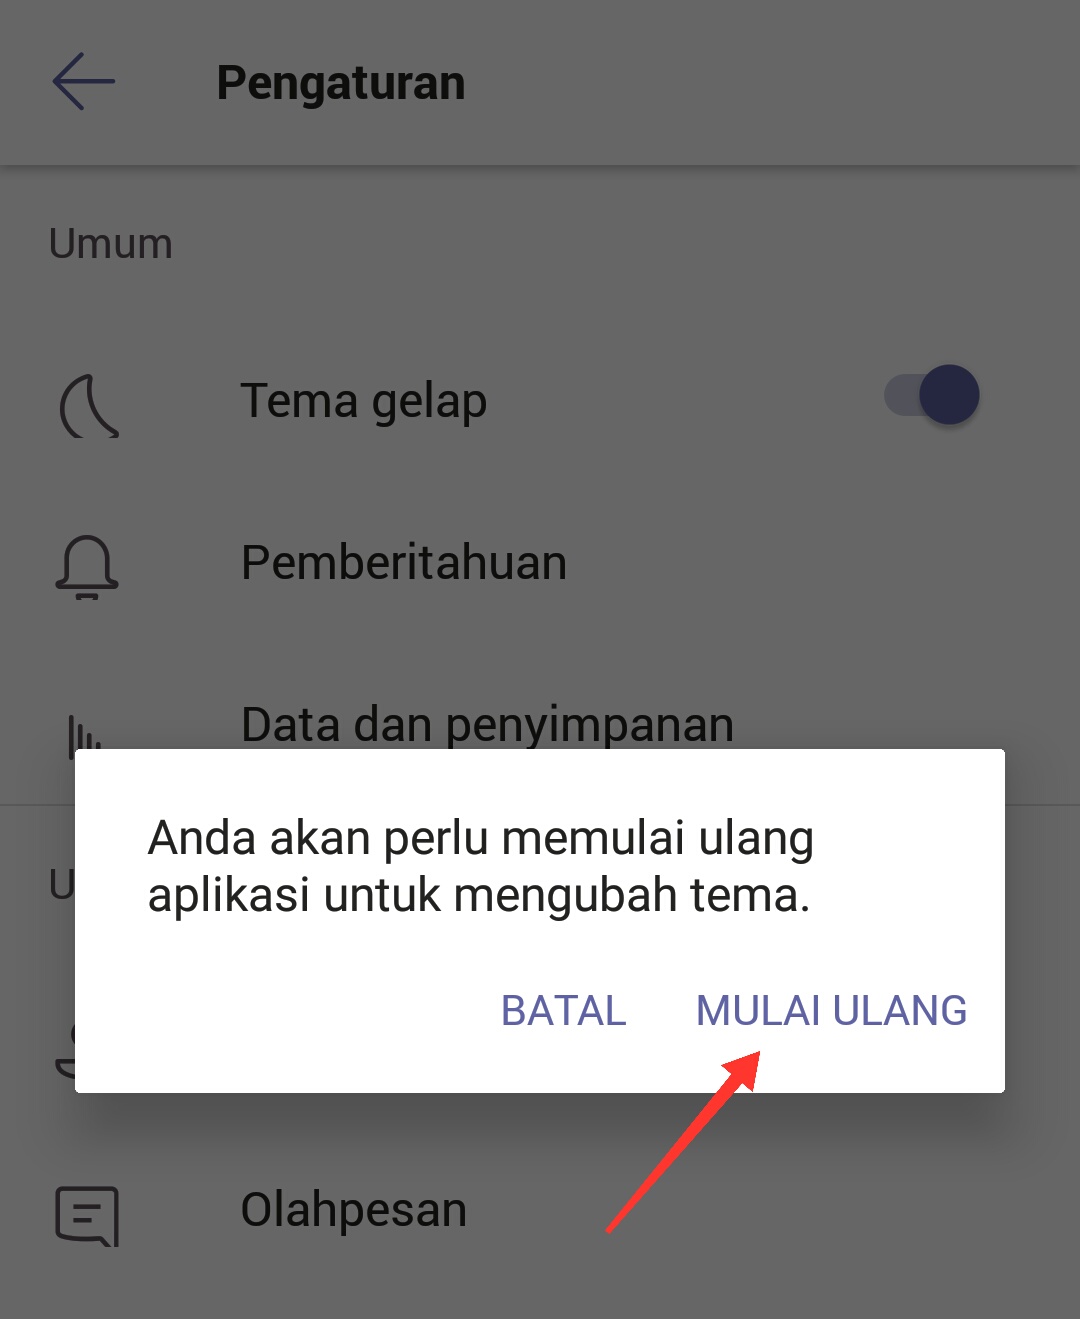 Pengaturan
Umum
Tema gelap
Pemberitahuan
Data dan penyimpanan
U
Anda akan perlu memulai ulang
aplikasi untuk mengubah tema.
BATAL MULAI ULANG
Olahpesan